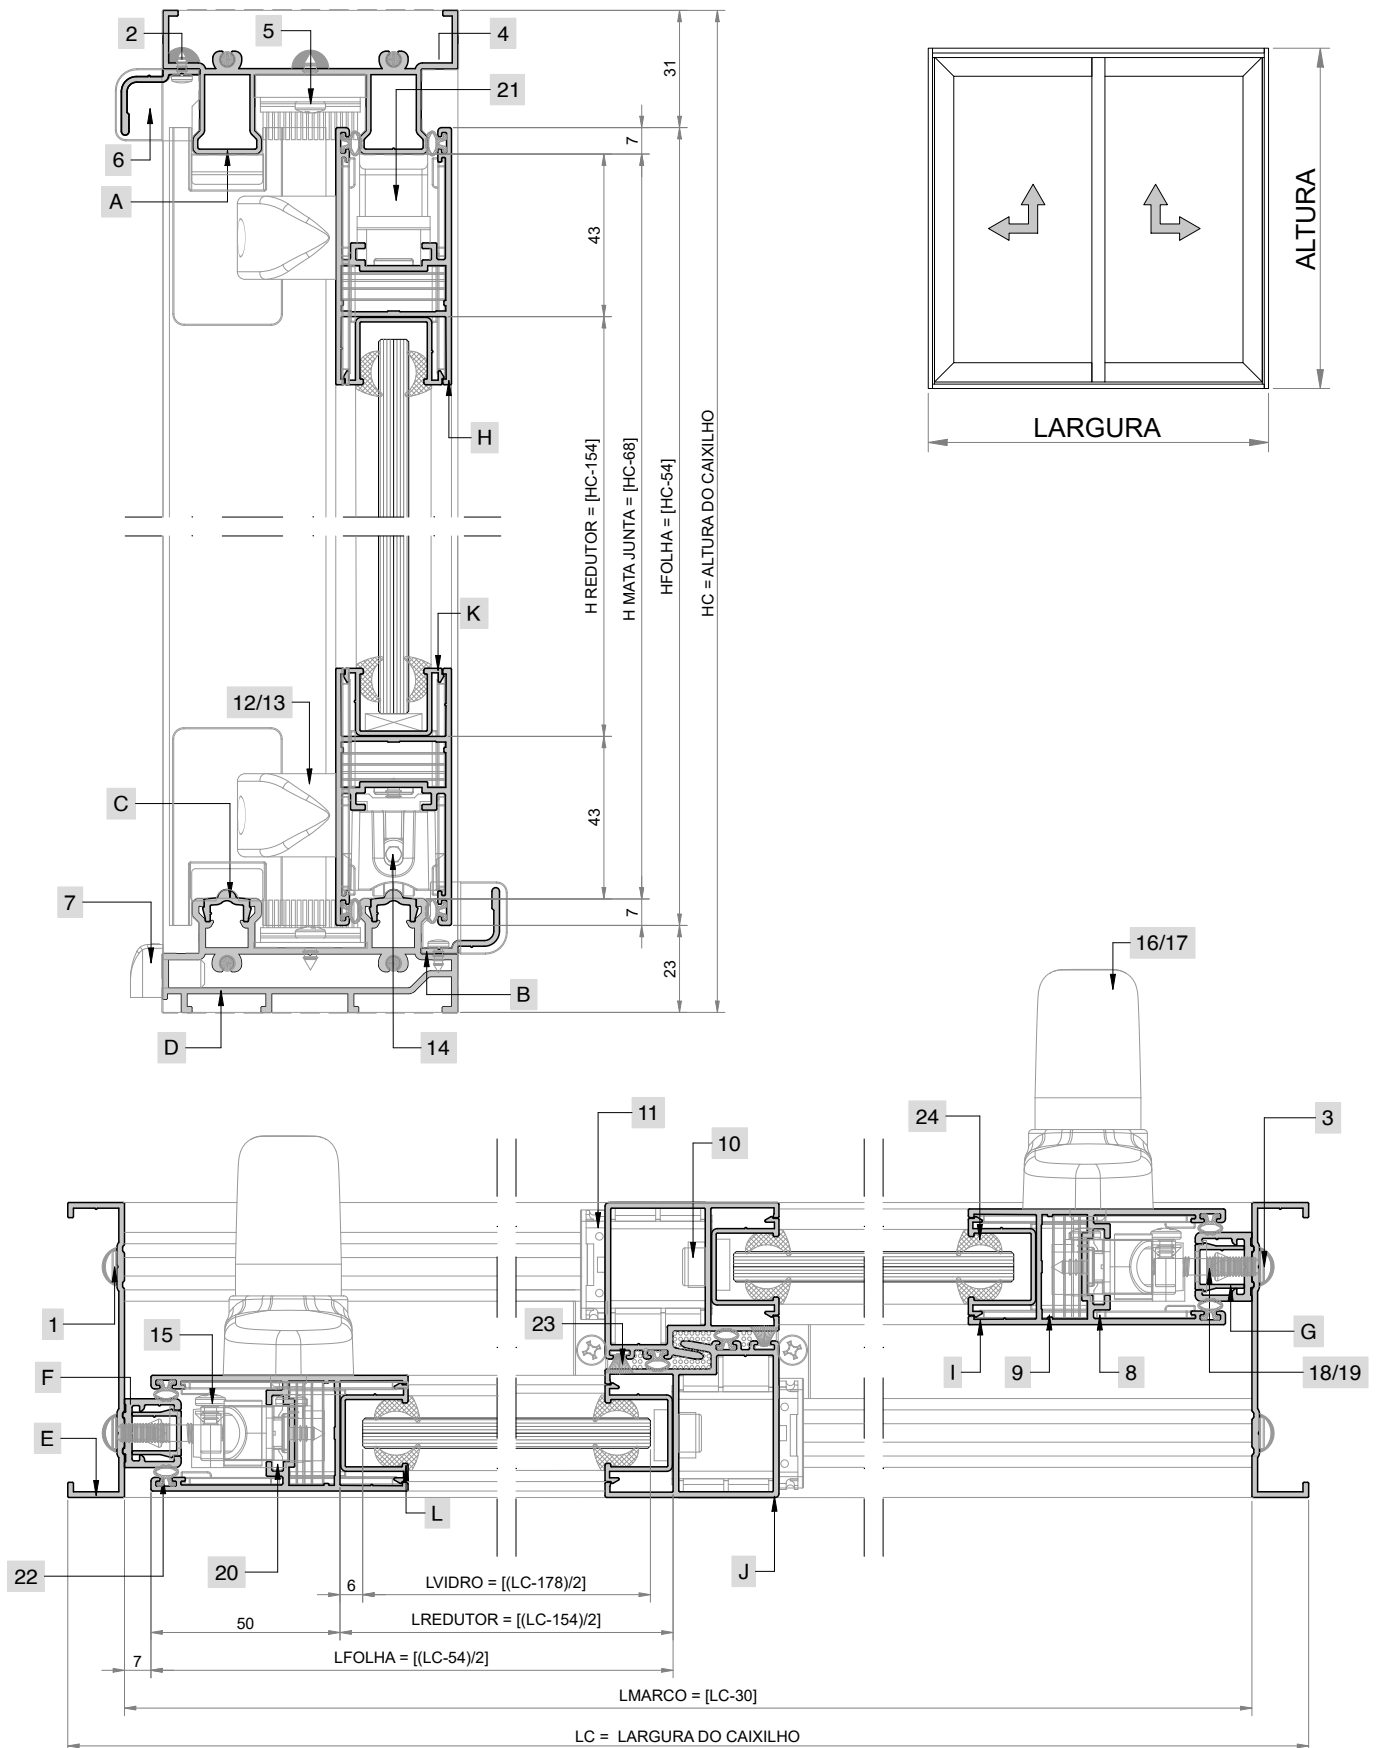 2
5
4
31
21
7
6
A
43
ALTURA
LARGURA
H
H REDUTOR = [HC-154]
H MATA JUNTA = [HC-68]
HFOLHA = [HC-54]
HC = ALTURA DO CAIXILHO
K
12/13
C
43
7
7
16/17
23
B
D
14
11
10
24
3
1
15
23
F
G
I
9
8
18/19
E
L
22
20
J
6
LVIDRO = [(LC-178)/2]
50
LREDUTOR = [(LC-154)/2]
7
LFOLHA = [(LC-54)/2]
LMARCO = [LC-30]
LC = LARGURA DO CAIXILHO